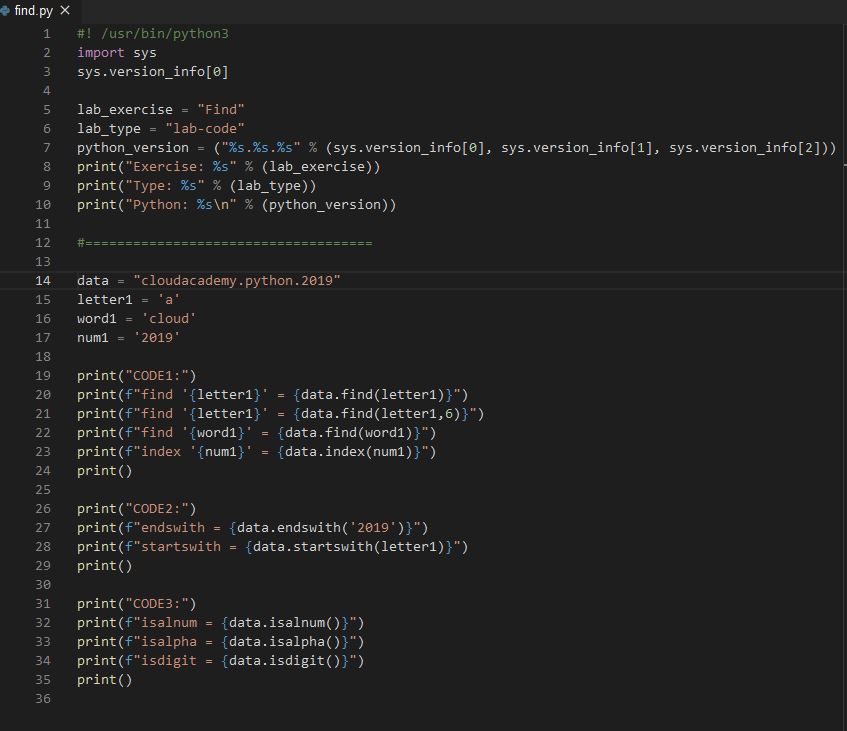 find.py
1 #! /usr/bin/python3
2 import sys
3 sys.version_info[0]
4
5 lab_exercise = "Find"
6 lab_type = "lab-code"
7 python_version = ("%s.%s.%s" % (sys.version_info[0], sys.version_info[1], sys.version_info[2]))
8 print("Exercise: %s" % (lab_exercise))
9 print("Type: %s" % (lab_type))
10 print("Python: %s\n" % (python_version))
11
12 #====================================
13
14 data = "cloudacademy.python.2019"
15 letter1 = 'a'
16 word1 = 'cloud'
17 num1 = '2019'
18
19 print("CODE1:")
20 print(f"find '{letter1}' = {data.find(letter1)}")
21 print(f"find '{letter1}' = {data.find(letter1,6)}")
22 print(f"find '{word1}' = {data.find(word1)}")
23 print(f"index '{num1}' = {data.index(num1)}")
24 print()
25
26 print("CODE2:")
27 print(f"endswith = {data.endswith('2019')}")
28 print(f"startswith = {data.startswith(letter1)}")
29 print()
30
31 print("CODE3:")
32 print(f"isalnum = {data.isalnum()}")
33 print(f"isalpha = {data.isalpha()}")
34 print(f"isdigit = {data.isdigit()}")
35 print()
36